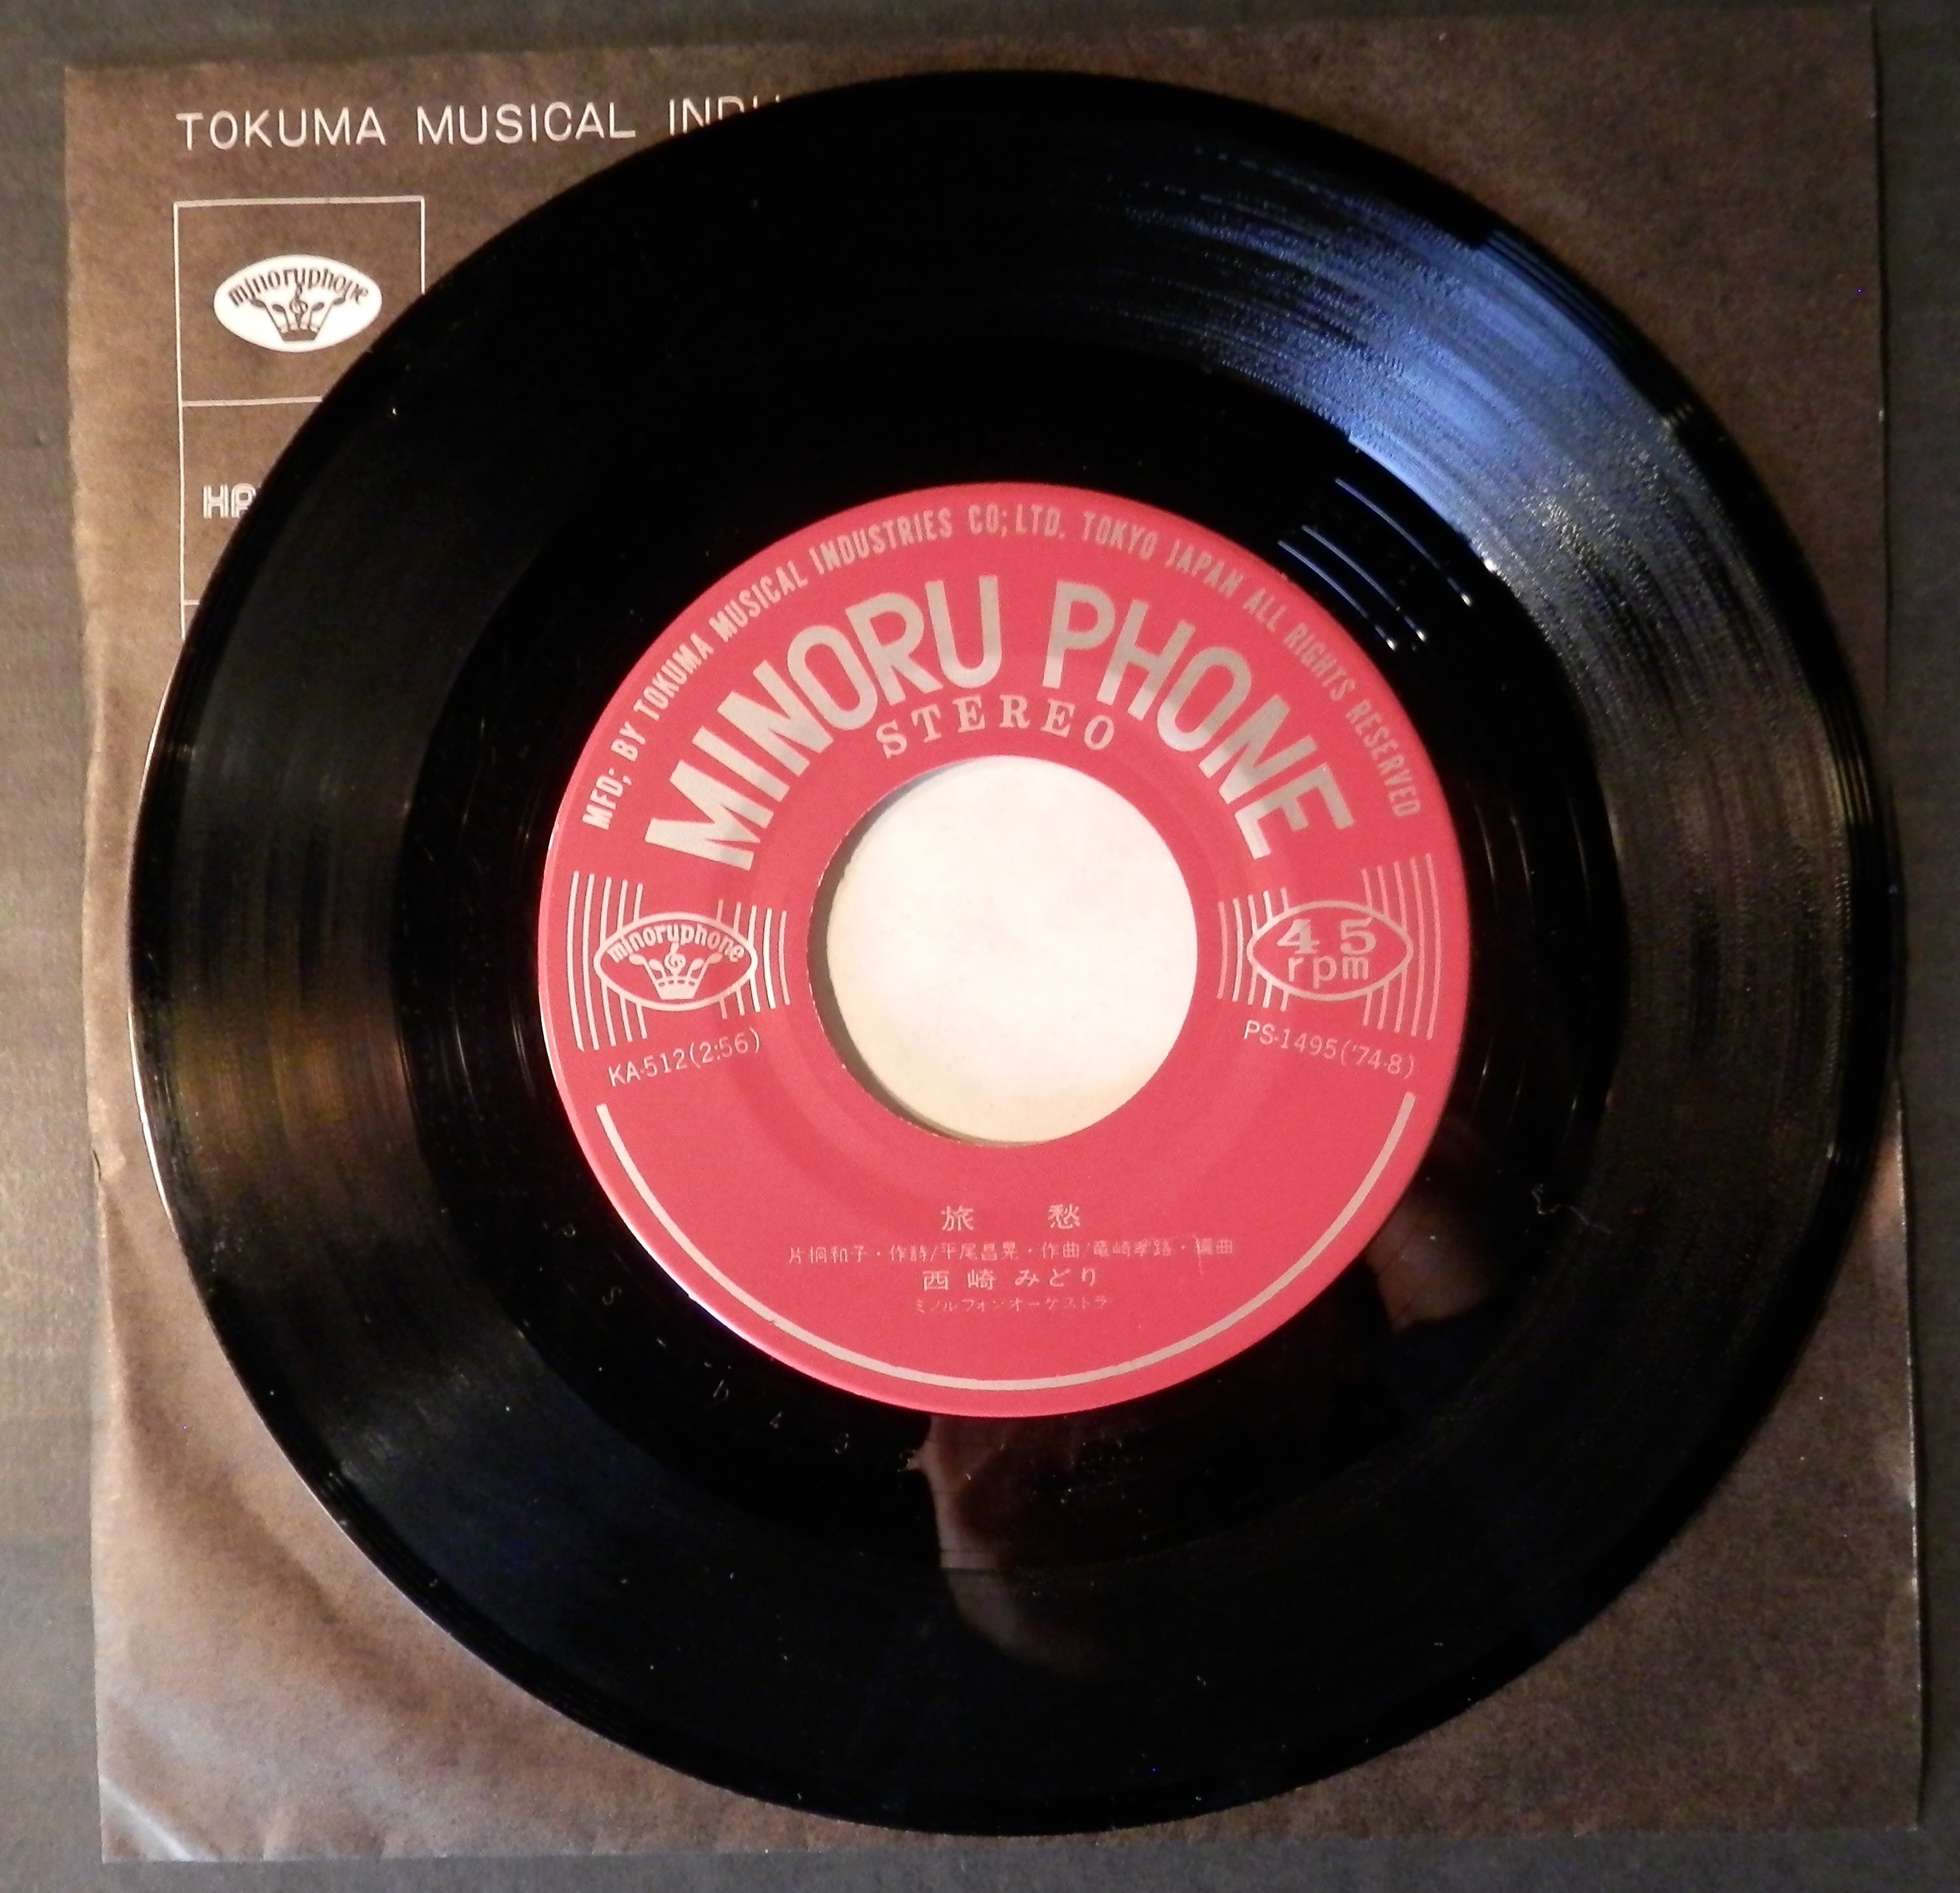 TOKUMA MUSICAL
minoryphone
MFD; BY TOKUMA MUSICAL INDUSTRIES CO; LTD. TOKYO JAPAN ALL RIGHTS RESERVED
MINORU PHONE
STEREO
minoryphone
45
rpm
KA-512(2:56)
PS-1495('74·8)
旅 愁
片桐和子・作詩/平尾昌晃・作曲/竜崎孝路・編曲
西崎みどり
ミノルフォンオーケストラ